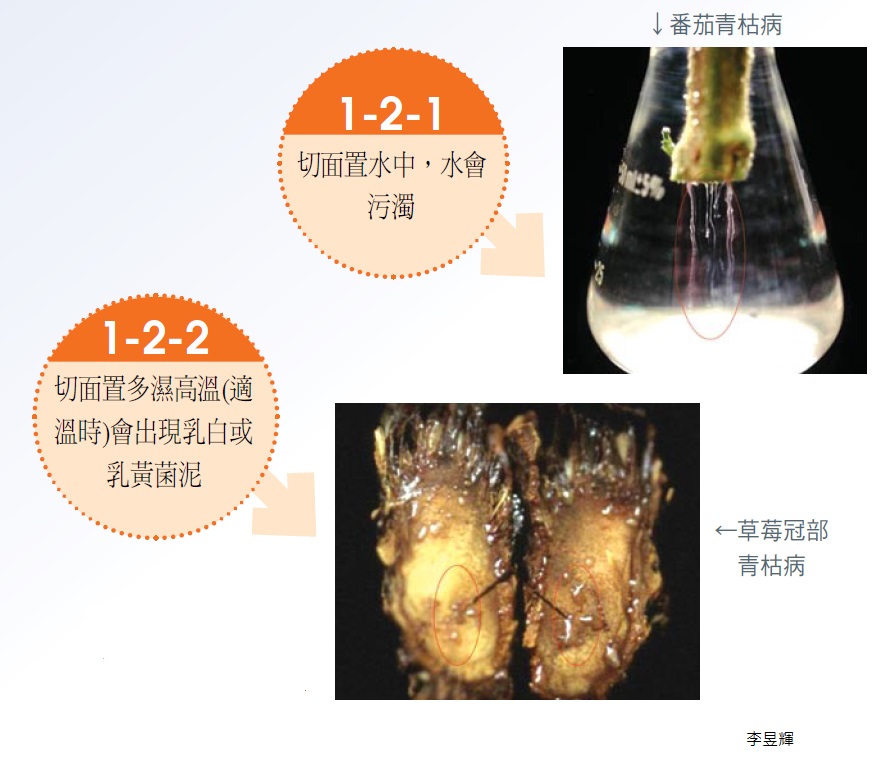 ↓番茄青枯病
1-2-1
切面置水中，水會
污濁
1-2-2
切面置多濕高溫(適
溫時)會出現乳白或
乳黃菌泥
←草莓冠部
青枯病
李昱輝